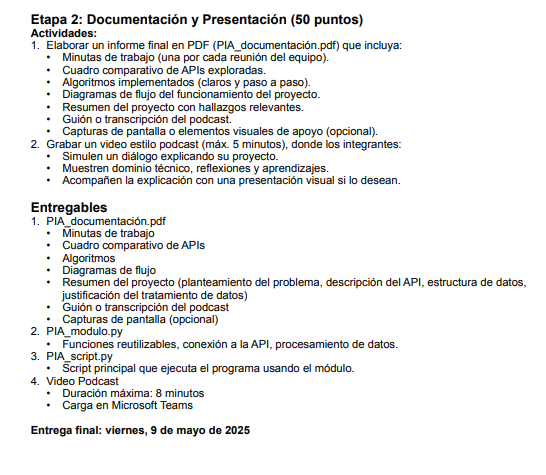 Etapa 2: Documentación y Presentación (50 puntos)
Actividades:
1. Elaborar un informe final en PDF (PIA_documentación.pdf) que incluya:
• Minutas de trabajo (una por cada reunión del equipo).
• Cuadro comparativo de APIs exploradas.
• Algoritmos implementados (claros y paso a paso).
• Diagramas de flujo del funcionamiento del proyecto.
• Resumen del proyecto con hallazgos relevantes.
• Guión o transcripción del podcast.
• Capturas de pantalla o elementos visuales de apoyo (opcional).
2. Grabar un video estilo podcast (máx. 5 minutos), donde los integrantes:
• Simulen un diálogo explicando su proyecto.
• Muestren dominio técnico, reflexiones y aprendizajes.
• Acompañen la explicación con una presentación visual si lo desean.
Entregables
1. PIA_documentación.pdf
• Minutas de trabajo
• Cuadro comparativo de APIs
• Algoritmos
• Diagramas de flujo
• Resumen del proyecto (planteamiento del problema, descripción del API, estructura de datos,
justificación del tratamiento de datos)
• Guión o transcripción del podcast
• Capturas de pantalla (opcional)
2. PIA_modulo.py
• Funciones reutilizables, conexión a la API, procesamiento de datos.
3. PIA_script.py
• Script principal que ejecuta el programa usando el módulo.
4. Video Podcast
• Duración máxima: 8 minutos
• Carga en Microsoft Teams
Entrega final: viernes, 9 de mayo de 2025